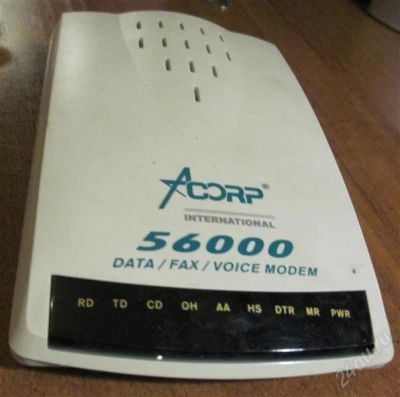 ACORP®
INTERNATIONAL
56000
DATA / FAX / VOICE MODEM
RD TD CD OH AA HS DTR MR PWR